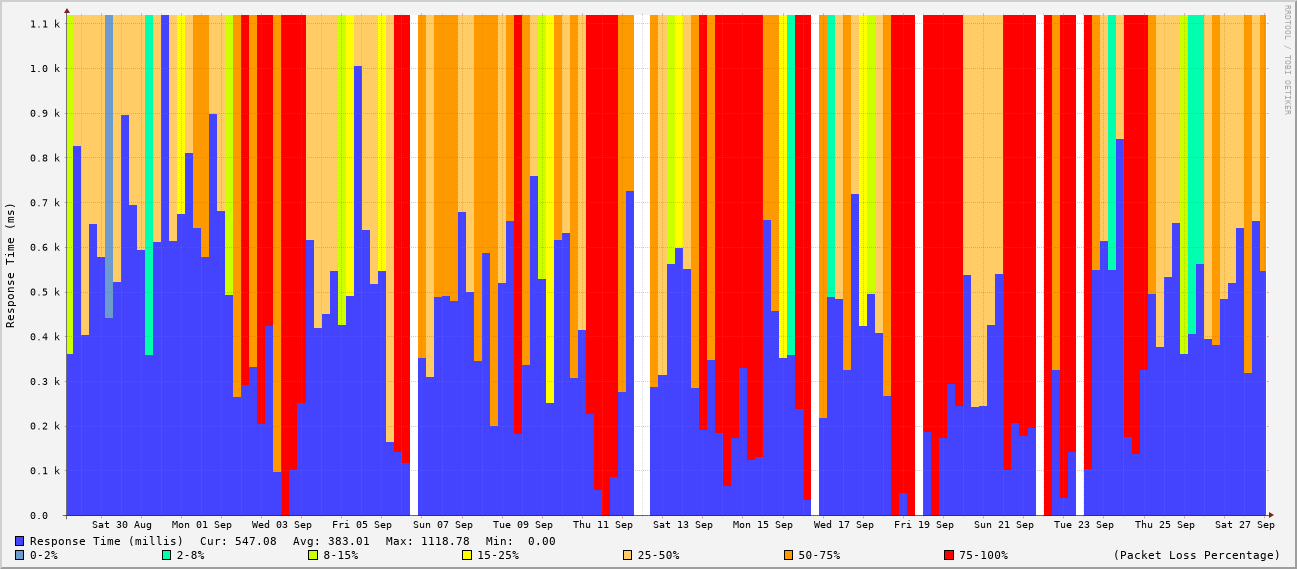 1.1 k
1.0 k
0.9 k
0.8 k
0.7 k
0.6 k
0.5 k
0.4 k
0.3 k
0.2 k
0.1 k
0.0
Response Time (ms)
RRDTOOL / TOBI OETIKER
Sat 30 Aug Mon 01 Sep Wed 03 Sep Fri 05 Sep Sun 07 Sep Tue 09 Sep Thu 11 Sep Sat 13 Sep Mon 15 Sep Wed 17 Sep Fri 19 Sep Sun 21 Sep Tue 23 Sep Thu 25 Sep Sat 27 Sep
Response Time (millis) Cur: 547.08 Avg: 383.01 Max: 1118.78 Min: 0.00
0-2% 2-8% 8-15% 15-25% 25-50% 50-75% 75-100% (Packet Loss Percentage)